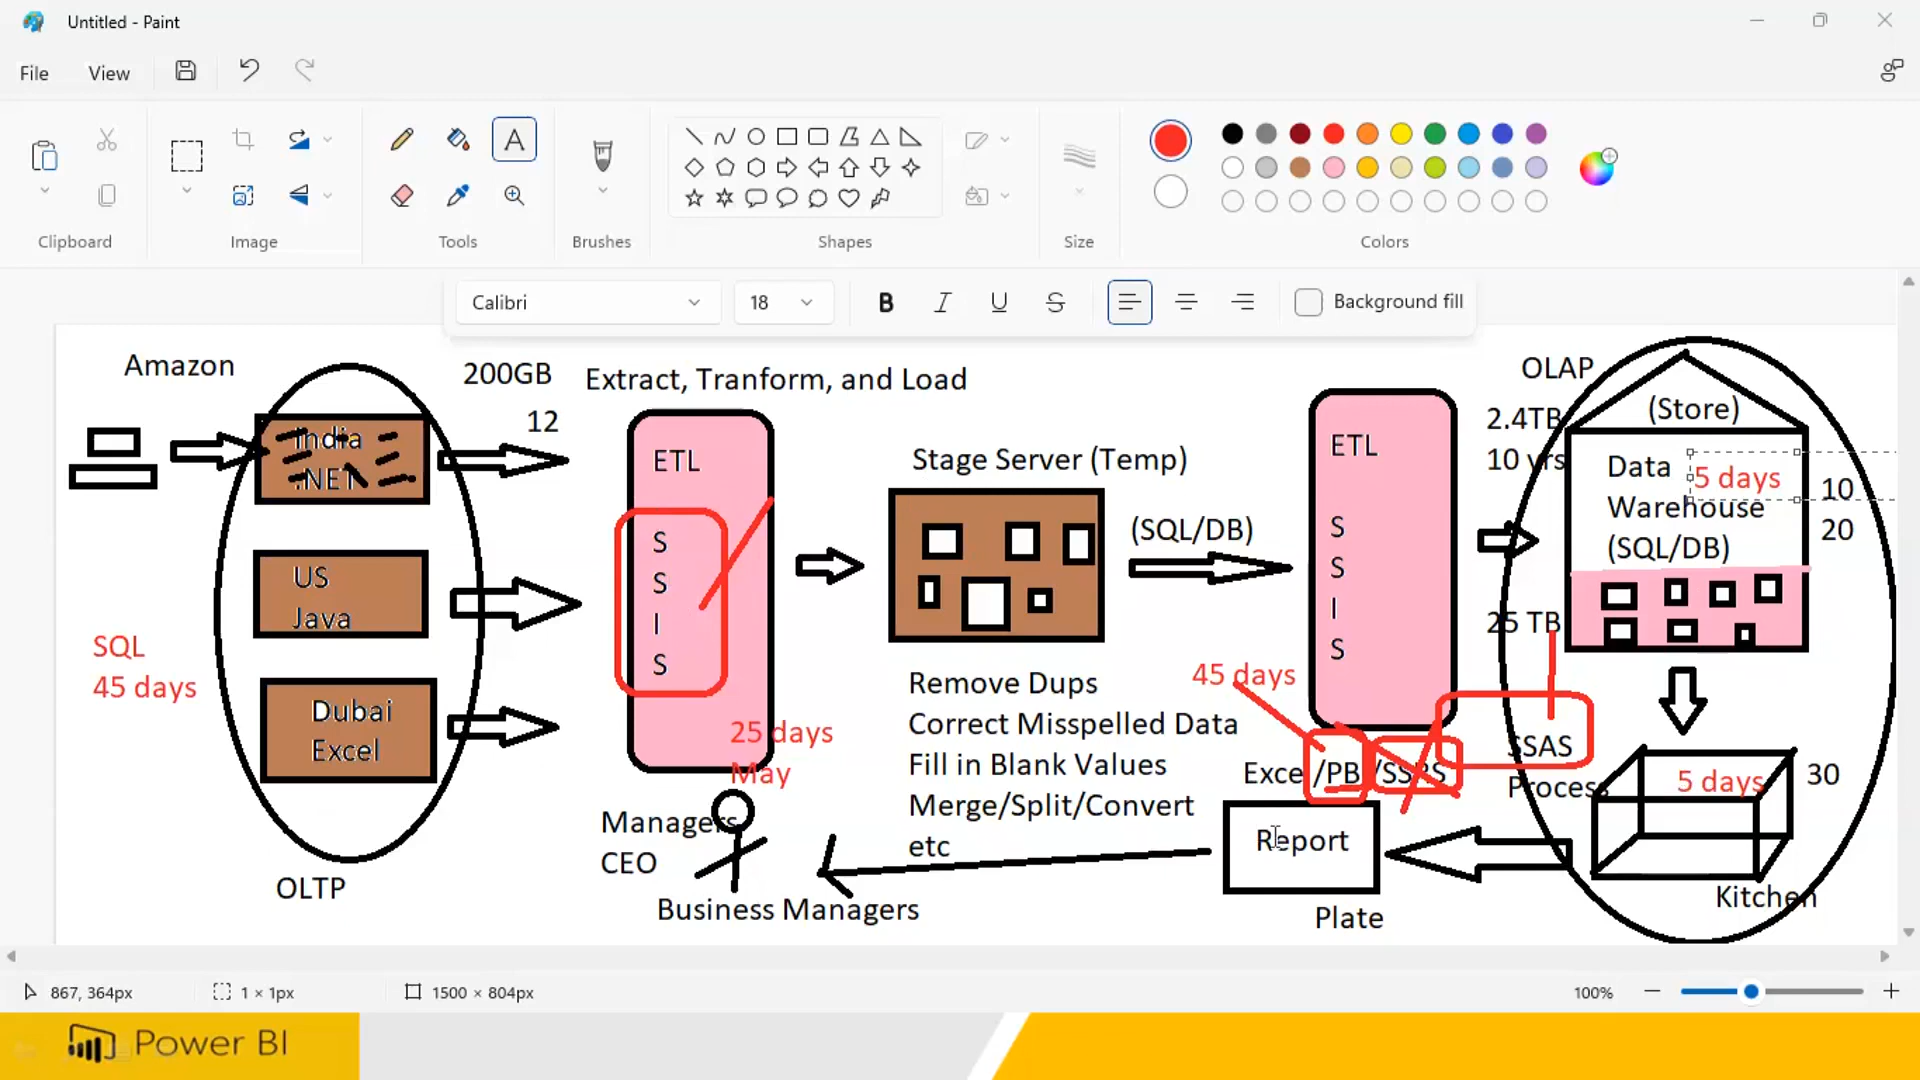 Untitled - Paint
File
View
Clipboard
Image
Tools
Brushes
Shapes
Size
Colors
Calibri
18
B
Background fill
Amazon
200GB
12
Extract, Tranform, and Load
India
.NET
US
Java
Dubai
Excel
OLTP
SQL
45 days
ETL
S
S
I
S
25 days
May
Managers
CEO
Business Managers
Stage Server (Temp)
Remove Dups
Correct Misspelled Data
Fill in Blank Values
Merge/Split/Convert
etc
(SQL/DB)
ETL
S
S
I
S
45 days
Excel/PB/SSRS
Report
Plate
OLAP
2.4TB
10 yrs
25 TB
(Store)
Data
Warehouse
(SQL/DB)
5 days
10
20
SSAS
Process
5 days
30
Kitchen
867, 364px
1 × 1px
1500 × 804px
100%
Power BI